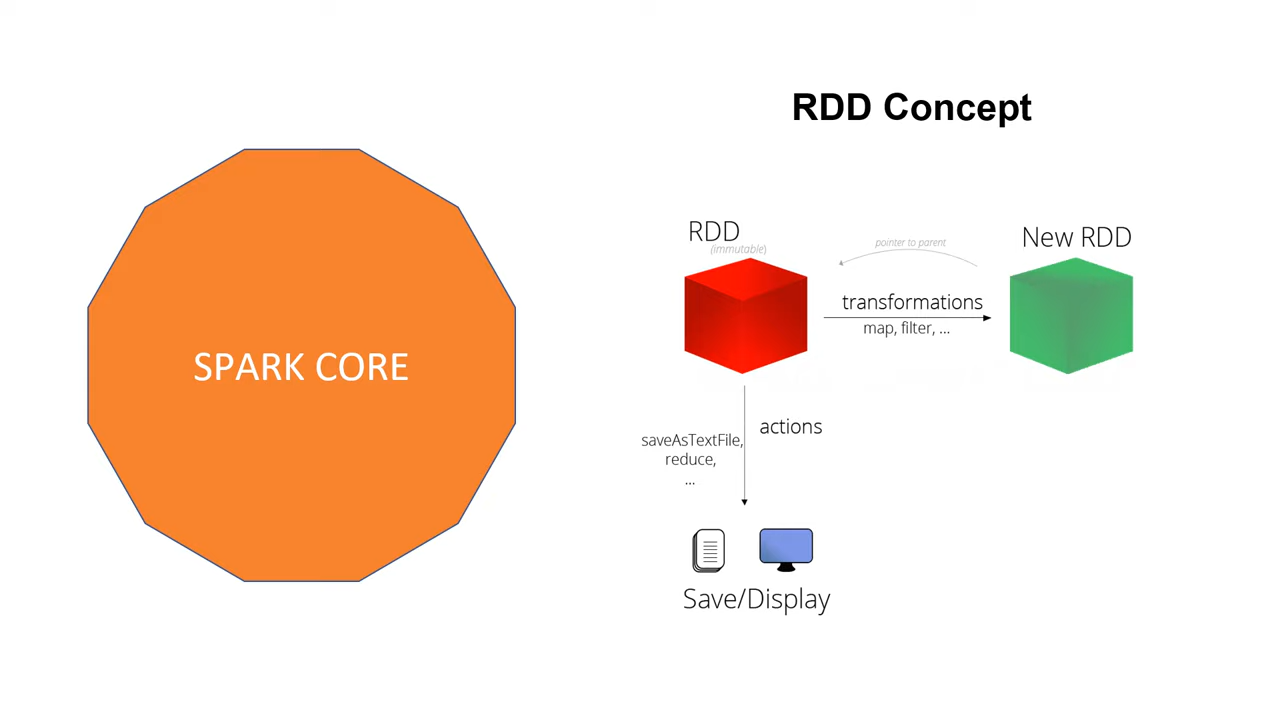 RDD Concept
SPARK CORE
RDD
(immutable)
pointer to parent
New RDD
transformations
map, filter, ...
actions
saveAsTextFile,
reduce,
...
Save/Display